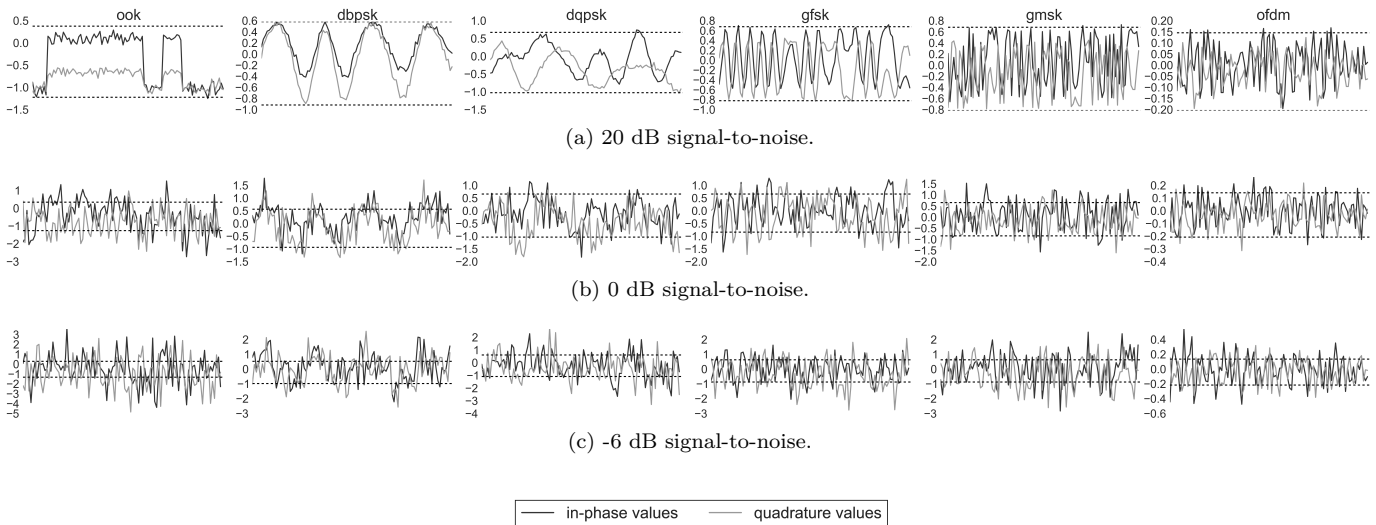 ook dbpsk dqpsk gfsk gmsk ofdm
0.5 0.0 −0.5 −1.0 −1.5
0.6 0.4 0.2 0.0 −0.2 −0.4 −0.6 −0.8 −1.0
1.0 0.5 0.0 −0.5 −1.0 −1.5
0.8 0.6 0.4 0.2 0.0 −0.2 −0.4 −0.6 −0.8 −1.0
0.8 0.6 0.4 0.2 0.0 −0.2 −0.4 −0.6 −0.8
0.20 0.15 0.10 0.05 0.00 −0.05 −0.10 −0.15 −0.20
(a) 20 dB signal-to-noise.
1 0 −1 −2 −3
1.5 1.0 0.5 0.0 −0.5 −1.0 −1.5
1.0 0.5 0.0 −0.5 −1.0 −1.5 −2.0
1.0 0.5 0.0 −0.5 −1.0 −1.5 −2.0
1.5 1.0 0.5 0.0 −0.5 −1.0 −1.5 −2.0
0.2 0.1 0.0 −0.1 −0.2 −0.3 −0.4
(b) 0 dB signal-to-noise.
3 2 1 0 −1 −2 −3 −4 −5
2 1 0 −1 −2 −3
2 1 0 −1 −2 −3 −4
2 1 0 −1 −2 −3
2 1 0 −1 −2 −3
0.4 0.2 0.0 −0.2 −0.4 −0.6
(c) -6 dB signal-to-noise.
in-phase values quadrature values